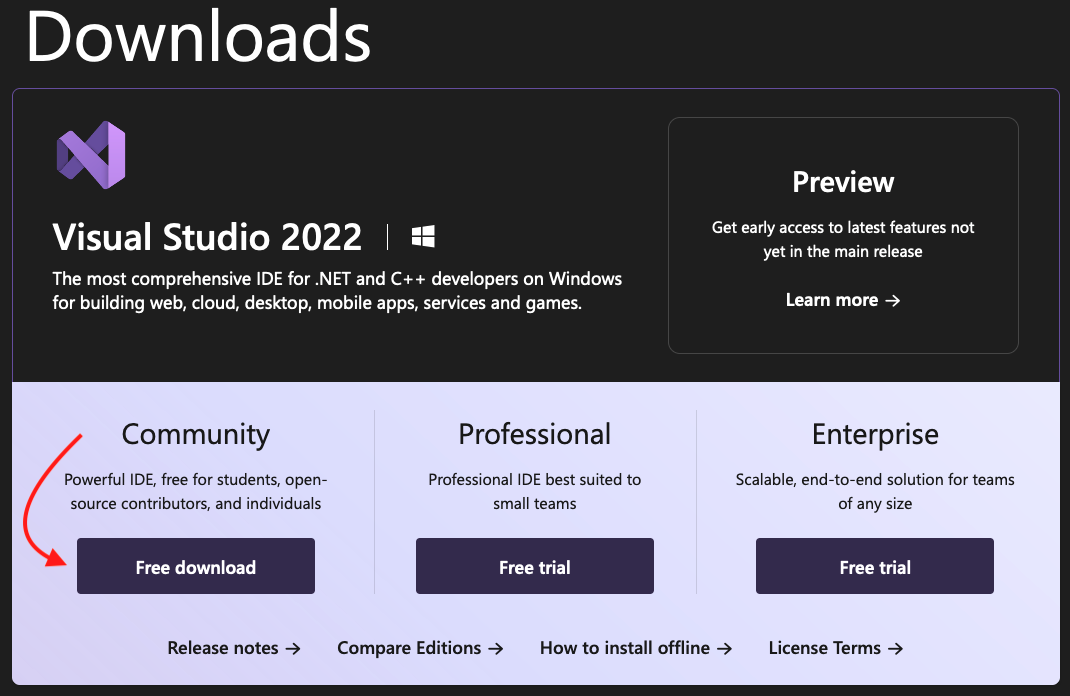 Downloads
Visual Studio 2022
The most comprehensive IDE for .NET and C++ developers on Windows
for building web, cloud, desktop, mobile apps, services and games.
Preview
Get early access to latest features not
yet in the main release
Learn more →
Community
Powerful IDE, free for students, open-
source contributors, and individuals
Free download
Professional
Professional IDE best suited to
small teams
Free trial
Enterprise
Scalable, end-to-end solution for teams
of any size
Free trial
Release notes →
Compare Editions →
How to install offline →
License Terms →